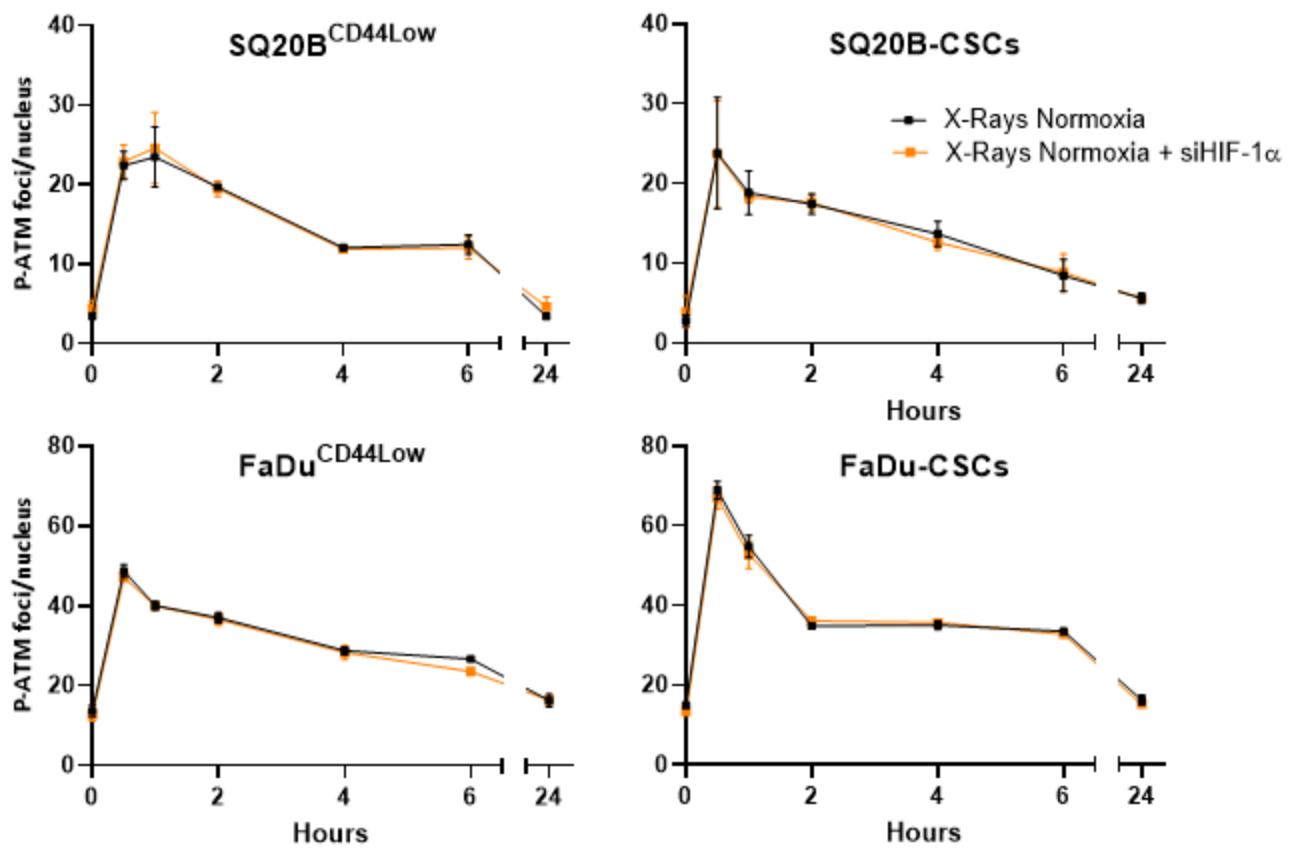 SQ20B^CD44Low
40
30
20
10
0
P-ATM foci/nucleus
0 2 4 6 24
SQ20B-CSCs
X-Rays Normoxia
X-Rays Normoxia + siHIF-1α
40
30
20
10
0
0 2 4 6 24
Hours
FaDu^CD44Low
80
60
40
20
0
P-ATM foci/nucleus
0 2 4 6 24
Hours
FaDu-CSCs
80
60
40
20
0
0 2 4 6 24
Hours